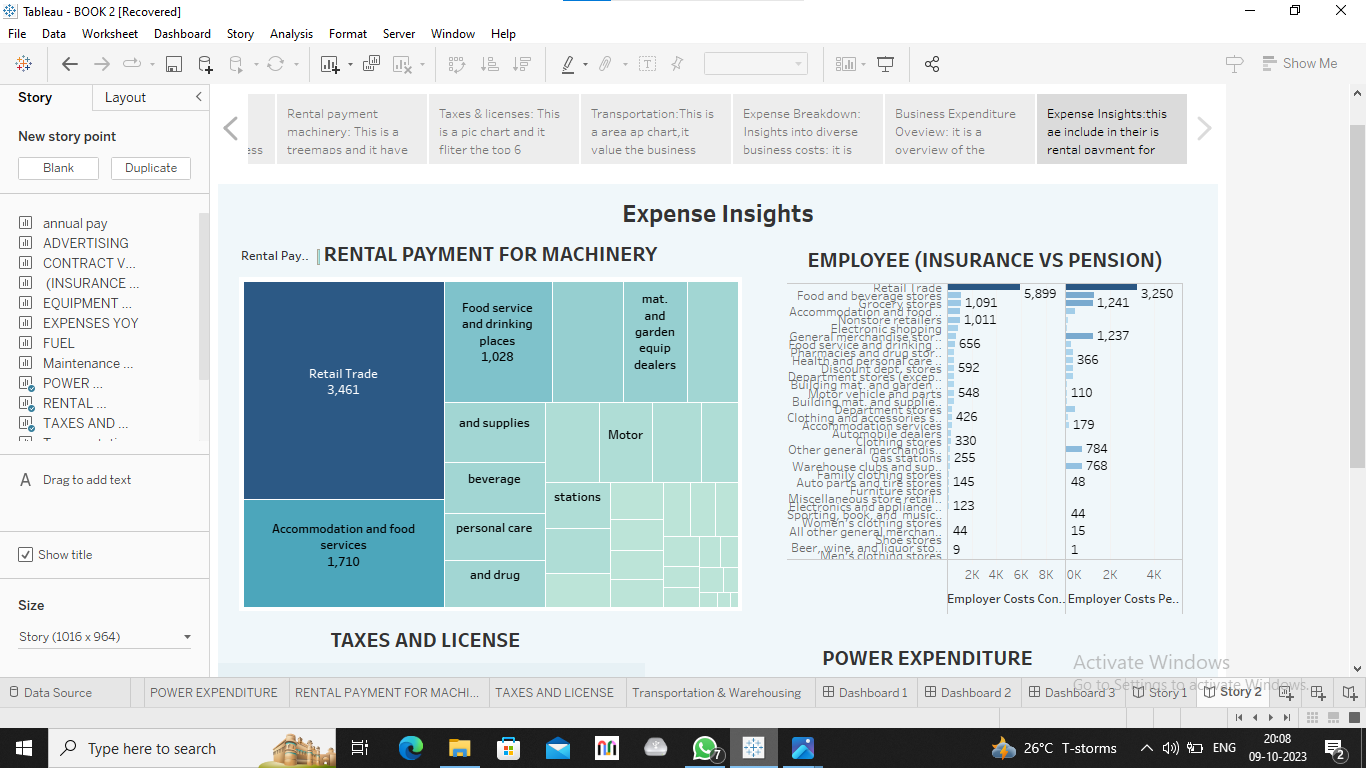 Tableau - BOOK 2 [Recovered]
File Data Worksheet Dashboard Story Analysis Format Server Window Help
Show Me
Story Layout
New story point
Blank Duplicate
annual pay
ADVERTISING
CONTRACT V...
(INSURANCE ...
EQUIPMENT ...
EXPENSES YOY
FUEL
Maintenance ...
POWER ...
RENTAL ...
TAXES AND ...
Drag to add text
Show title
Size
Story (1016 x 964)
ess
Rental payment
machinery: This is a
treemaps and it have
Taxes & licenses: This
is a pic chart and it
fliter the top 6
Transportation:This is
a area ap chart,it
value the business
Expense Breakdown:
Insights into diverse
business costs: it is
Business Expenditure
Oveview: it is a
overview of the
Expense Insights:this
ae include in their is
rental payment for
Expense Insights
Rental Pay..
RENTAL PAYMENT FOR MACHINERY
Retail Trade
3,461
Accommodation and food
services
1,710
Food service
and drinking
places
1,028
mat.
and
garden
equip
dealers
and supplies
beverage
personal care
and drug
Motor
stations
EMPLOYEE (INSURANCE VS PENSION)
Retail Trade 5,899 3,250
Food and beverage stores
Grocery stores 1,091 1,241
Accommodation and food ..
Nonstore retailers 1,011
Electronic shopping
General merchandise stor.. 1,237
Food service and drinking .. 656
Pharmacies and drug stor..
Health and personal care .. 366
Discount dept. stores 592
Department stores (excep..
Building mat. and garden ..
Motor vehicle and parts 548 110
Building mat. and supplie..
Department stores
Clothing and accessories s.. 426
Accommodation services 179
Automobile dealers
Clothing stores 330
Other general merchandis.. 784
Gas stations 255
Warehouse clubs and sup.. 768
Family clothing stores
Auto parts and tire stores 145 48
Furniture stores
Miscellaneous store retail..
Electronics and appliance .. 123
Sporting, book, and music.. 44
Women's clothing stores
All other general merchan.. 44 15
Shoe stores
Beer, wine, and liquor sto.. 9 1
Men's clothing stores
2K 4K 6K 8K 0K 2K 4K
Employer Costs Con.. Employer Costs Pe..
TAXES AND LICENSE
POWER EXPENDITURE
Activate Windows
Go to Settings to activate Windows.
Data Source POWER EXPENDITURE RENTAL PAYMENT FOR MACHI... TAXES AND LICENSE Transportation & Warehousing Dashboard 1 Dashboard 2 Dashboard 3 Story 1 Story 2
Type here to search
7
26°C T-storms
ENG
20:08
09-10-2023
2